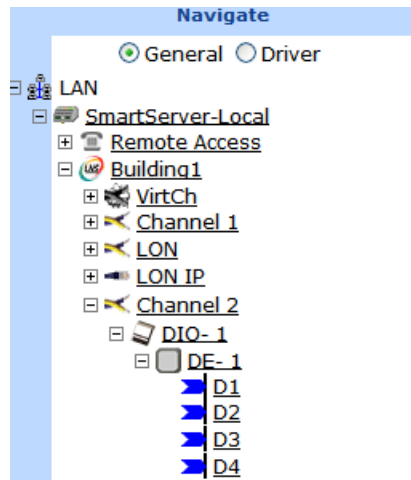 Navigate
General Driver
LAN
SmartServer-Local
Remote Access
Building1
VirtCh
Channel 1
LON
LON IP
Channel 2
DIO- 1
DE- 1
D1
D2
D3
D4